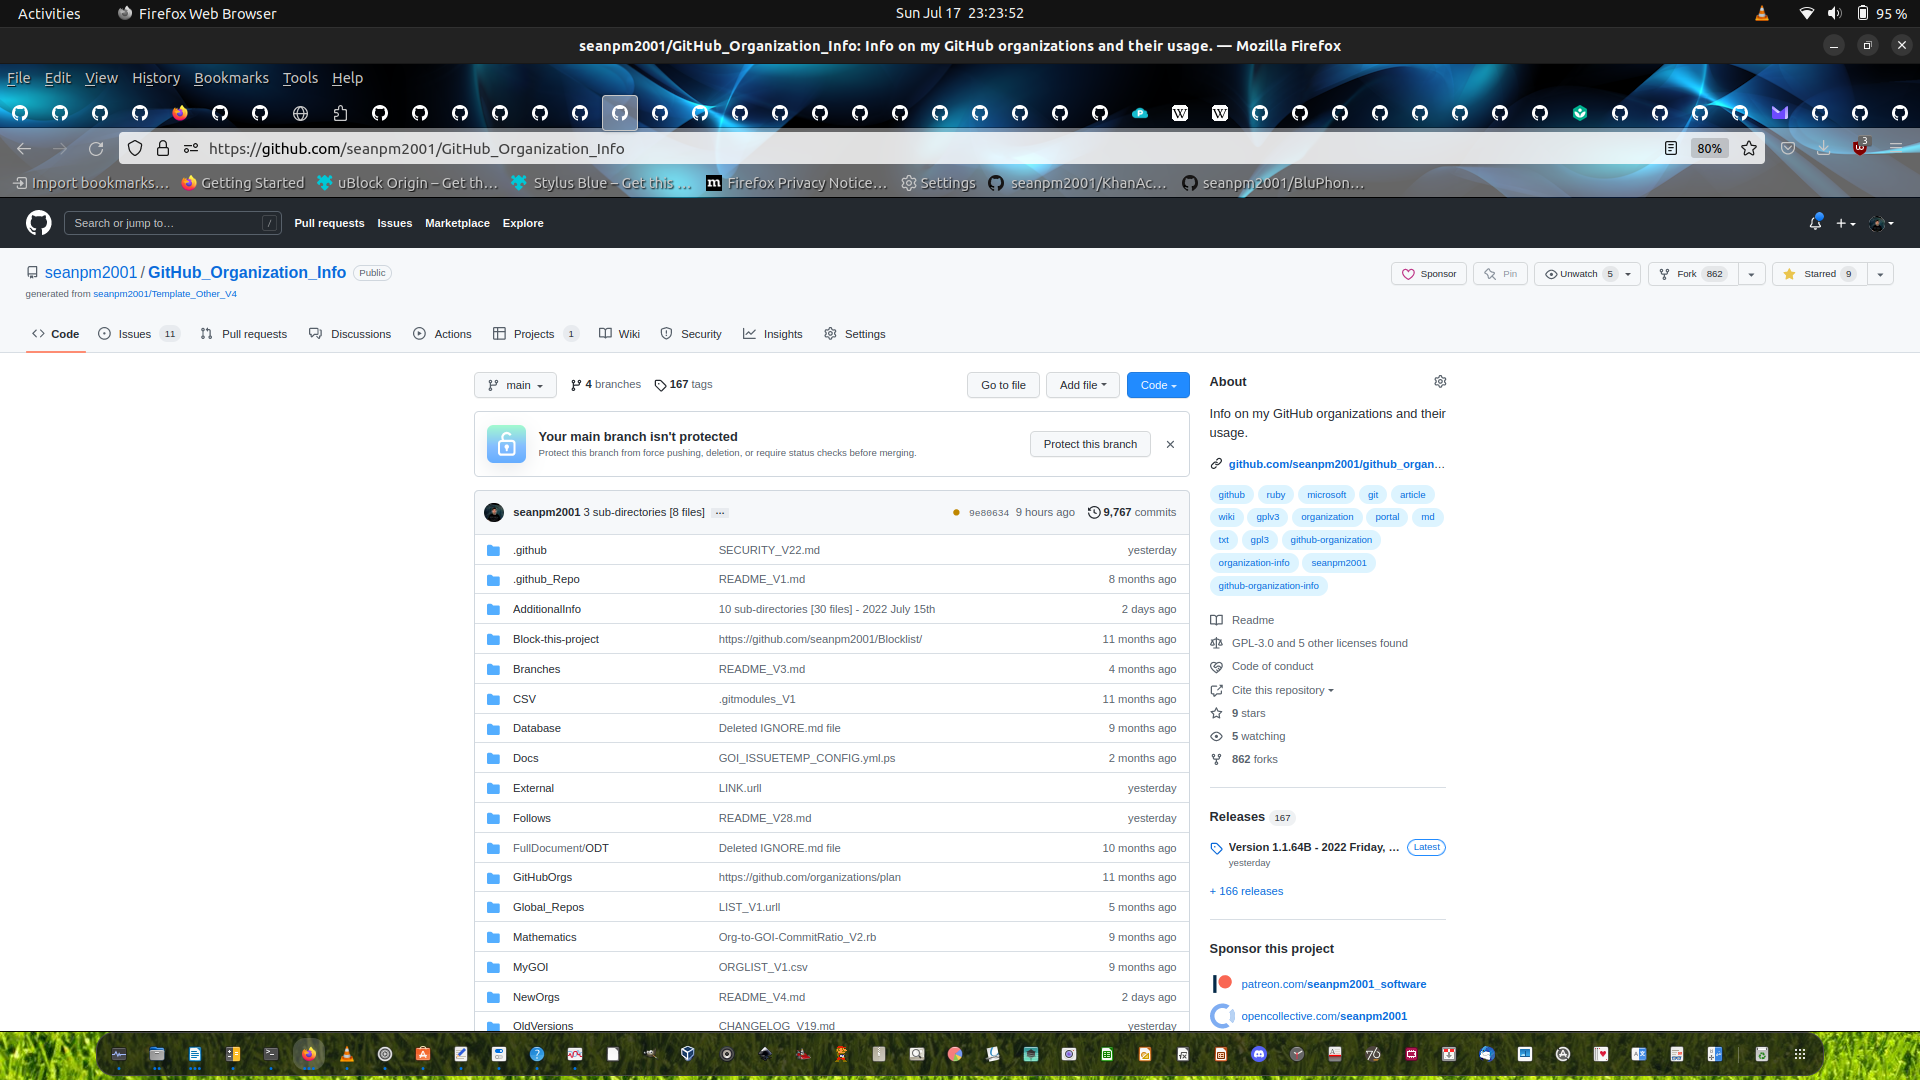 Activities Firefox Web Browser Sun Jul 17 23:23:52 95 %
seanpm2001/GitHub_Organization_Info: Info on my GitHub organizations and their usage. — Mozilla Firefox
File Edit View History Bookmarks Tools Help
https://github.com/seanpm2001/GitHub_Organization_Info 80% 3
Import bookmarks… Getting Started uBlock Origin – Get th… Stylus Blue – Get this … Firefox Privacy Notice… Settings seanpm2001/KhanAc… seanpm2001/BluPhon…
Search or jump to… / Pull requests Issues Marketplace Explore
seanpm2001 / GitHub_Organization_Info Public Sponsor Pin Unwatch 5 Fork 862 Starred 9
generated from seanpm2001/Template_Other_V4
Code Issues 11 Pull requests Discussions Actions Projects 1 Wiki Security Insights Settings
main 4 branches 167 tags Go to file Add file Code
Your main branch isn't protected
Protect this branch from force pushing, deletion, or require status checks before merging.
Protect this branch
seanpm2001 3 sub-directories [8 files] … 9e80634 9 hours ago 9,767 commits
.github SECURITY_V22.md yesterday
.github_Repo README_V1.md 8 months ago
AdditionalInfo 10 sub-directories [30 files] - 2022 July 15th 2 days ago
Block-this-project https://github.com/seanpm2001/Blocklist/ 11 months ago
Branches README_V3.md 4 months ago
CSV .gitmodules_V1 11 months ago
Database Deleted IGNORE.md file 9 months ago
Docs GOI_ISSUETEMP_CONFIG.yml.ps 2 months ago
External LINK.urll yesterday
Follows README_V28.md yesterday
FullDocument/ODT Deleted IGNORE.md file 10 months ago
GitHubOrgs https://github.com/organizations/plan 11 months ago
Global_Repos LIST_V1.urll 5 months ago
Mathematics Org-to-GOI-CommitRatio_V2.rb 9 months ago
MyGOI ORGLIST_V1.csv 9 months ago
NewOrgs README_V4.md 2 days ago
OldVersions CHANGELOG_V19.md yesterday
About
Info on my GitHub organizations and their
usage.
github.com/seanpm2001/github_organ…
github ruby microsoft git article
wiki gplv3 organization portal md
txt gpl3 github-organization
organization-info seanpm2001
github-organization-info
Readme
GPL-3.0 and 5 other licenses found
Code of conduct
Cite this repository
9 stars
5 watching
862 forks
Releases 167
Version 1.1.64B - 2022 Friday, … Latest
yesterday
+ 166 releases
Sponsor this project
patreon.com/seanpm2001_software
opencollective.com/seanpm2001